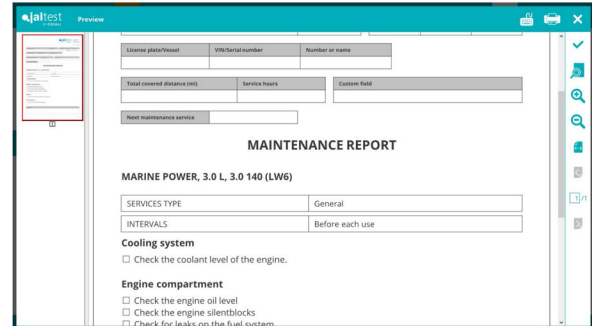 jaltest Preview
License plate/Vessel VIN/Serial number Number or name
Total covered distance (mi) Service hours Custom field
Next maintenance service
MAINTENANCE REPORT
MARINE POWER, 3.0 L, 3.0 140 (LW6)
SERVICES TYPE General
INTERVALS Before each use
Cooling system
☐ Check the coolant level of the engine.
Engine compartment
☐ Check the engine oil level
☐ Check the engine silentblocks
☐ Check for leaks on the fuel system
1 /1